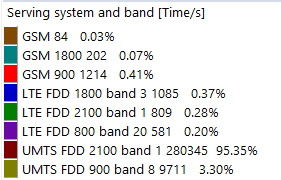 Serving system and band [Time/s]
GSM 84 0.03%
GSM 1800 202 0.07%
GSM 900 1214 0.41%
LTE FDD 1800 band 3 1085 0.37%
LTE FDD 2100 band 1 809 0.28%
LTE FDD 800 band 20 581 0.20%
UMTS FDD 2100 band 1 280345 95.35%
UMTS FDD 900 band 8 9711 3.30%